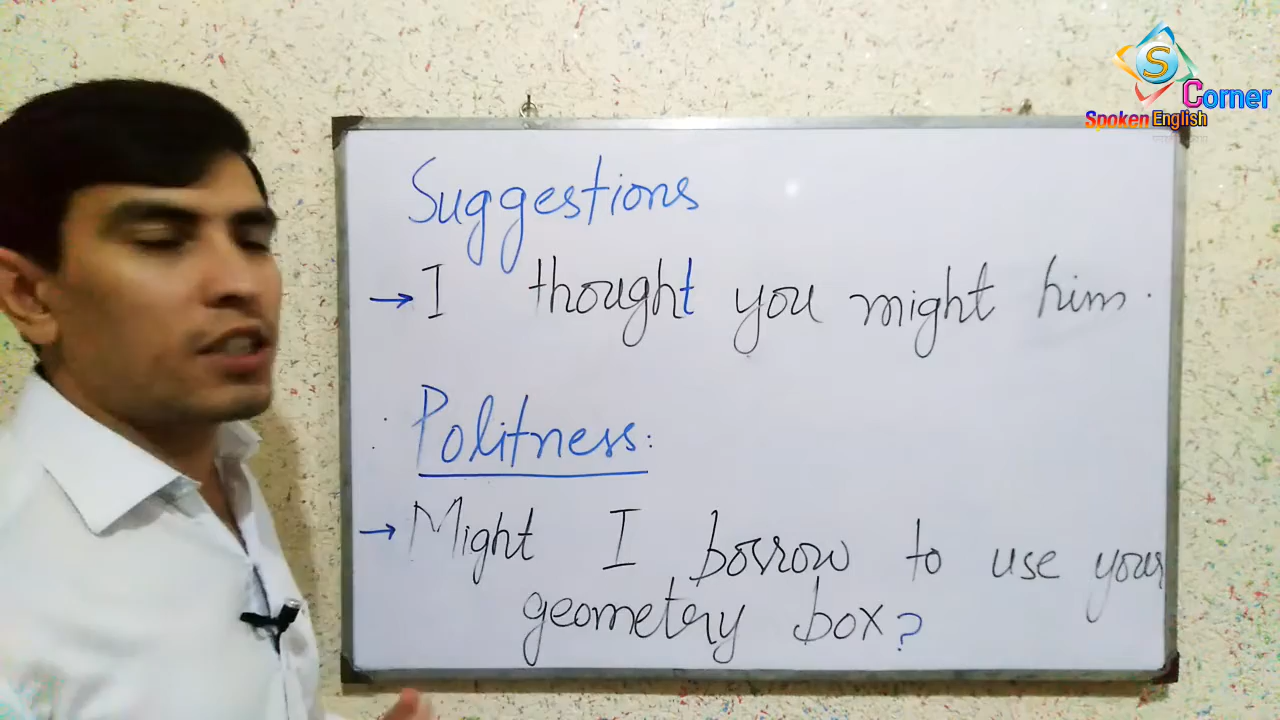 S
Corner
Spoken English
Suggestions
→ I thought you might him.
Politness:
→ Might I borrow to use your
geometry box?